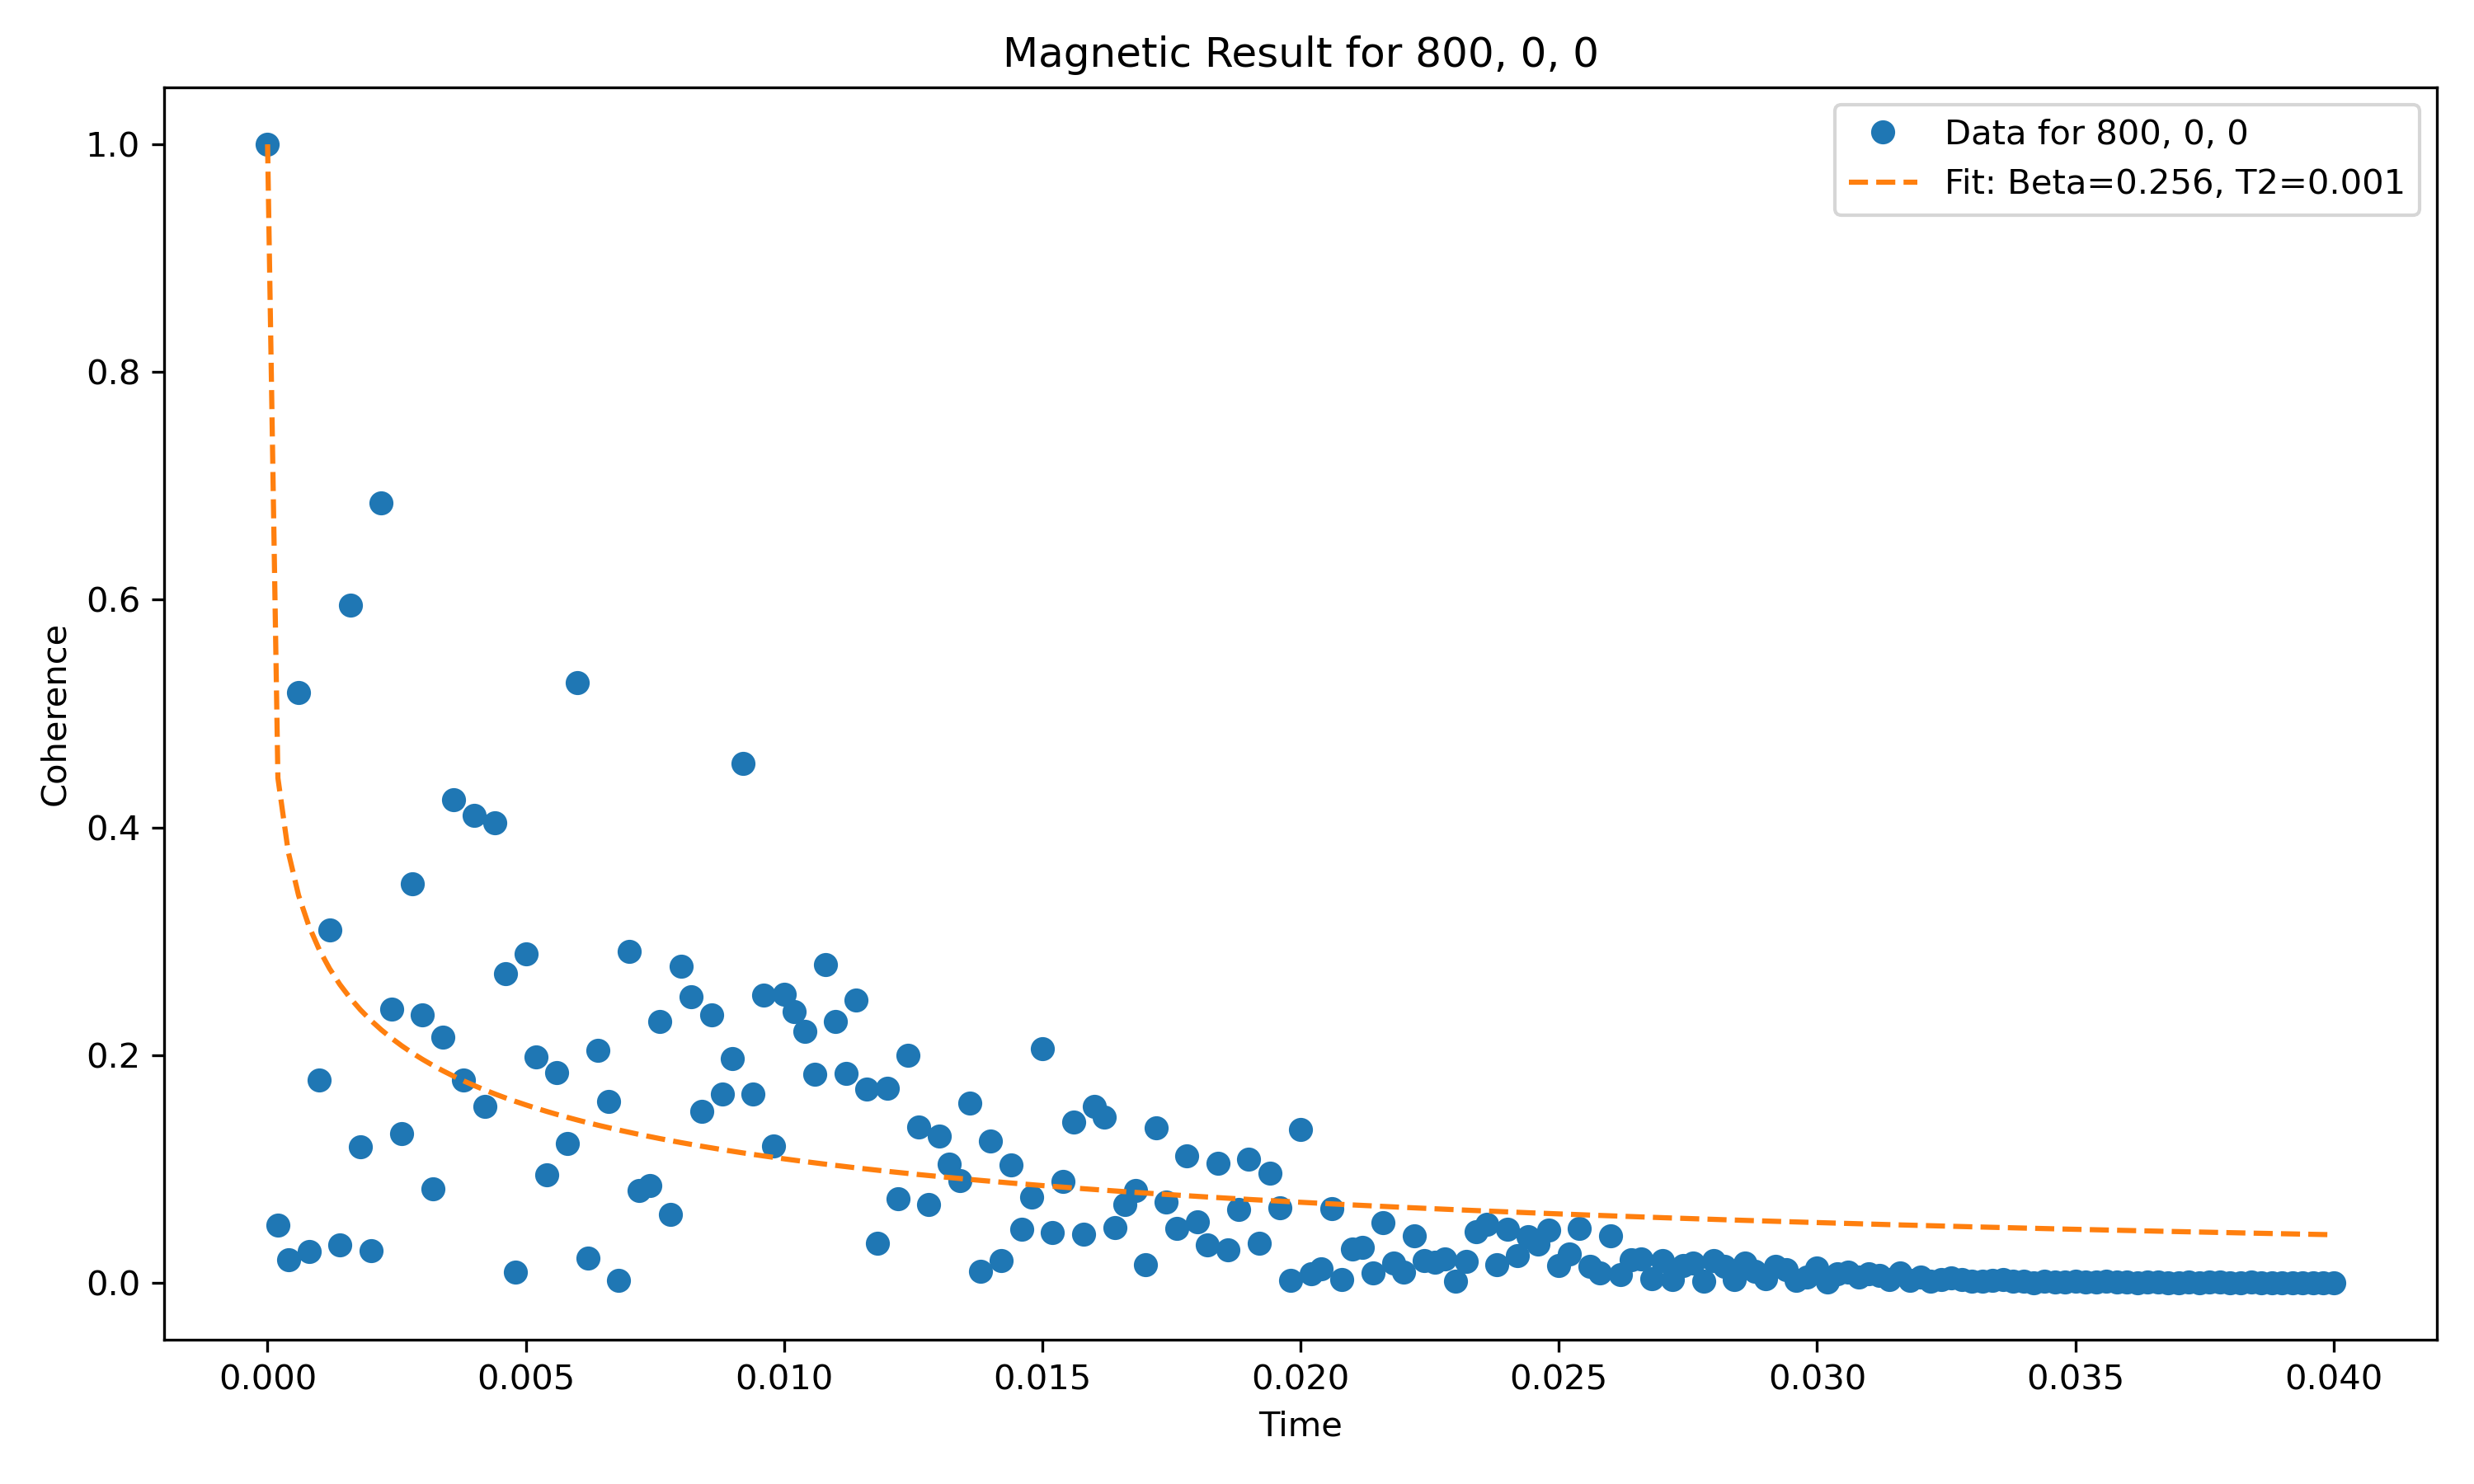 Magnetic Result for 800, 0, 0
Data for 800, 0, 0
Fit: Beta=0.256, T2=0.001
1.0
0.8
0.6
0.4
0.2
0.0
Coherence
0.000 0.005 0.010 0.015 0.020 0.025 0.030 0.035 0.040
Time